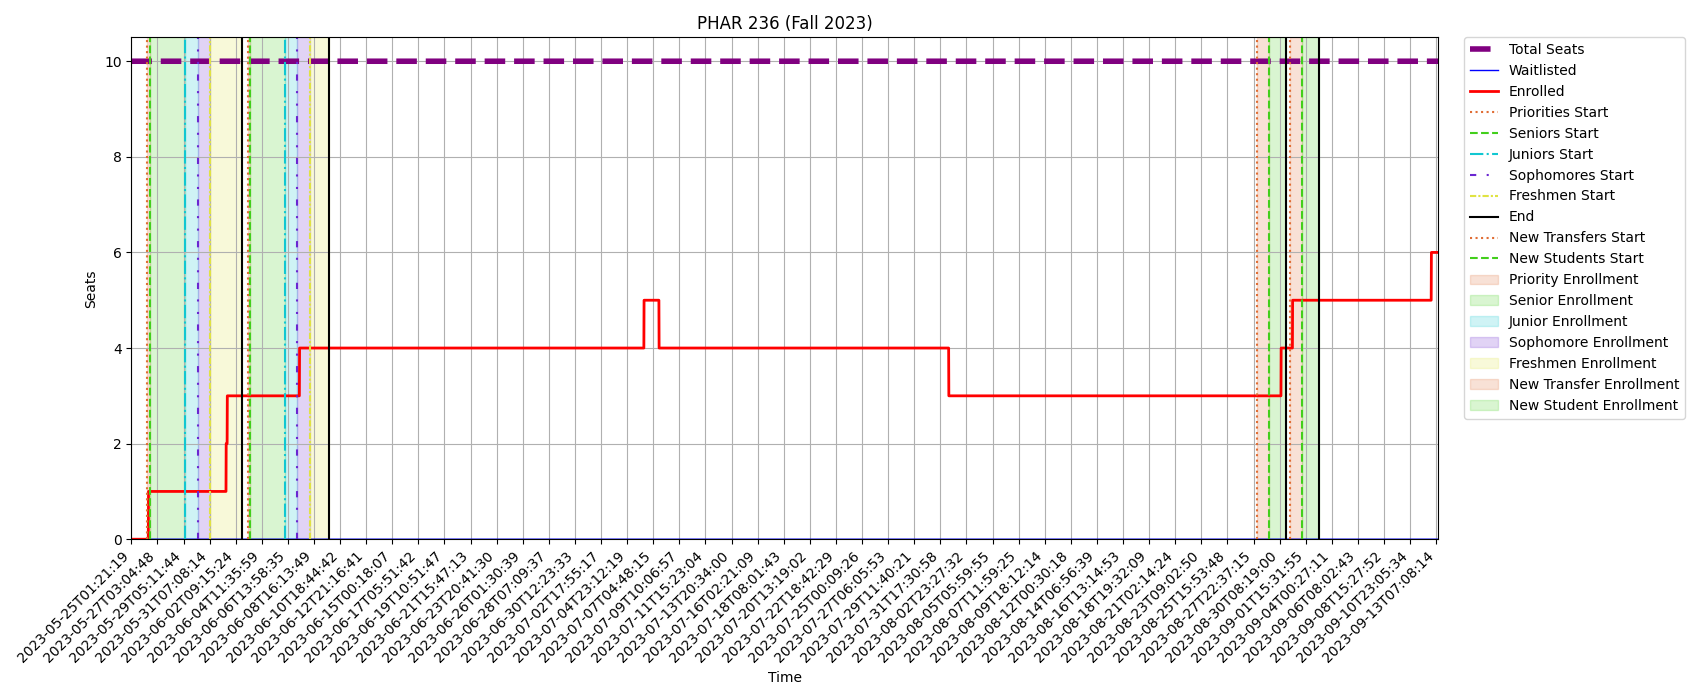 PHAR 236 (Fall 2023)
10
8
6
4
2
0
Seats
2023-05-25T01:21:19
2023-05-27T03:04:48
2023-05-29T05:11:44
2023-05-31T07:08:14
2023-06-02T09:15:24
2023-06-04T11:35:59
2023-06-06T13:58:35
2023-06-08T16:13:49
2023-06-10T18:44:42
2023-06-12T21:16:41
2023-06-15T00:18:07
2023-06-17T05:51:42
2023-06-19T10:51:47
2023-06-21T15:47:13
2023-06-23T20:41:30
2023-06-26T01:30:39
2023-06-28T07:09:37
2023-06-30T12:23:33
2023-07-02T17:55:17
2023-07-04T23:12:19
2023-07-07T04:48:15
2023-07-09T10:06:57
2023-07-11T15:23:04
2023-07-13T20:34:00
2023-07-16T02:21:09
2023-07-18T08:01:43
2023-07-20T13:19:02
2023-07-22T18:42:29
2023-07-25T00:09:26
2023-07-27T06:05:53
2023-07-29T11:40:21
2023-07-31T17:30:58
2023-08-02T23:27:32
2023-08-05T05:59:55
2023-08-07T11:59:25
2023-08-09T18:12:14
2023-08-12T00:30:18
2023-08-14T06:56:39
2023-08-16T13:14:53
2023-08-18T19:32:09
2023-08-21T02:14:24
2023-08-23T09:02:50
2023-08-25T15:53:48
2023-08-27T22:37:15
2023-08-30T08:19:00
2023-09-01T15:31:55
2023-09-04T00:27:11
2023-09-06T08:02:43
2023-09-08T15:27:52
2023-09-10T23:05:34
2023-09-13T07:08:14
Time
Total Seats
Waitlisted
Enrolled
Priorities Start
Seniors Start
Juniors Start
Sophomores Start
Freshmen Start
End
New Transfers Start
New Students Start
Priority Enrollment
Senior Enrollment
Junior Enrollment
Sophomore Enrollment
Freshmen Enrollment
New Transfer Enrollment
New Student Enrollment